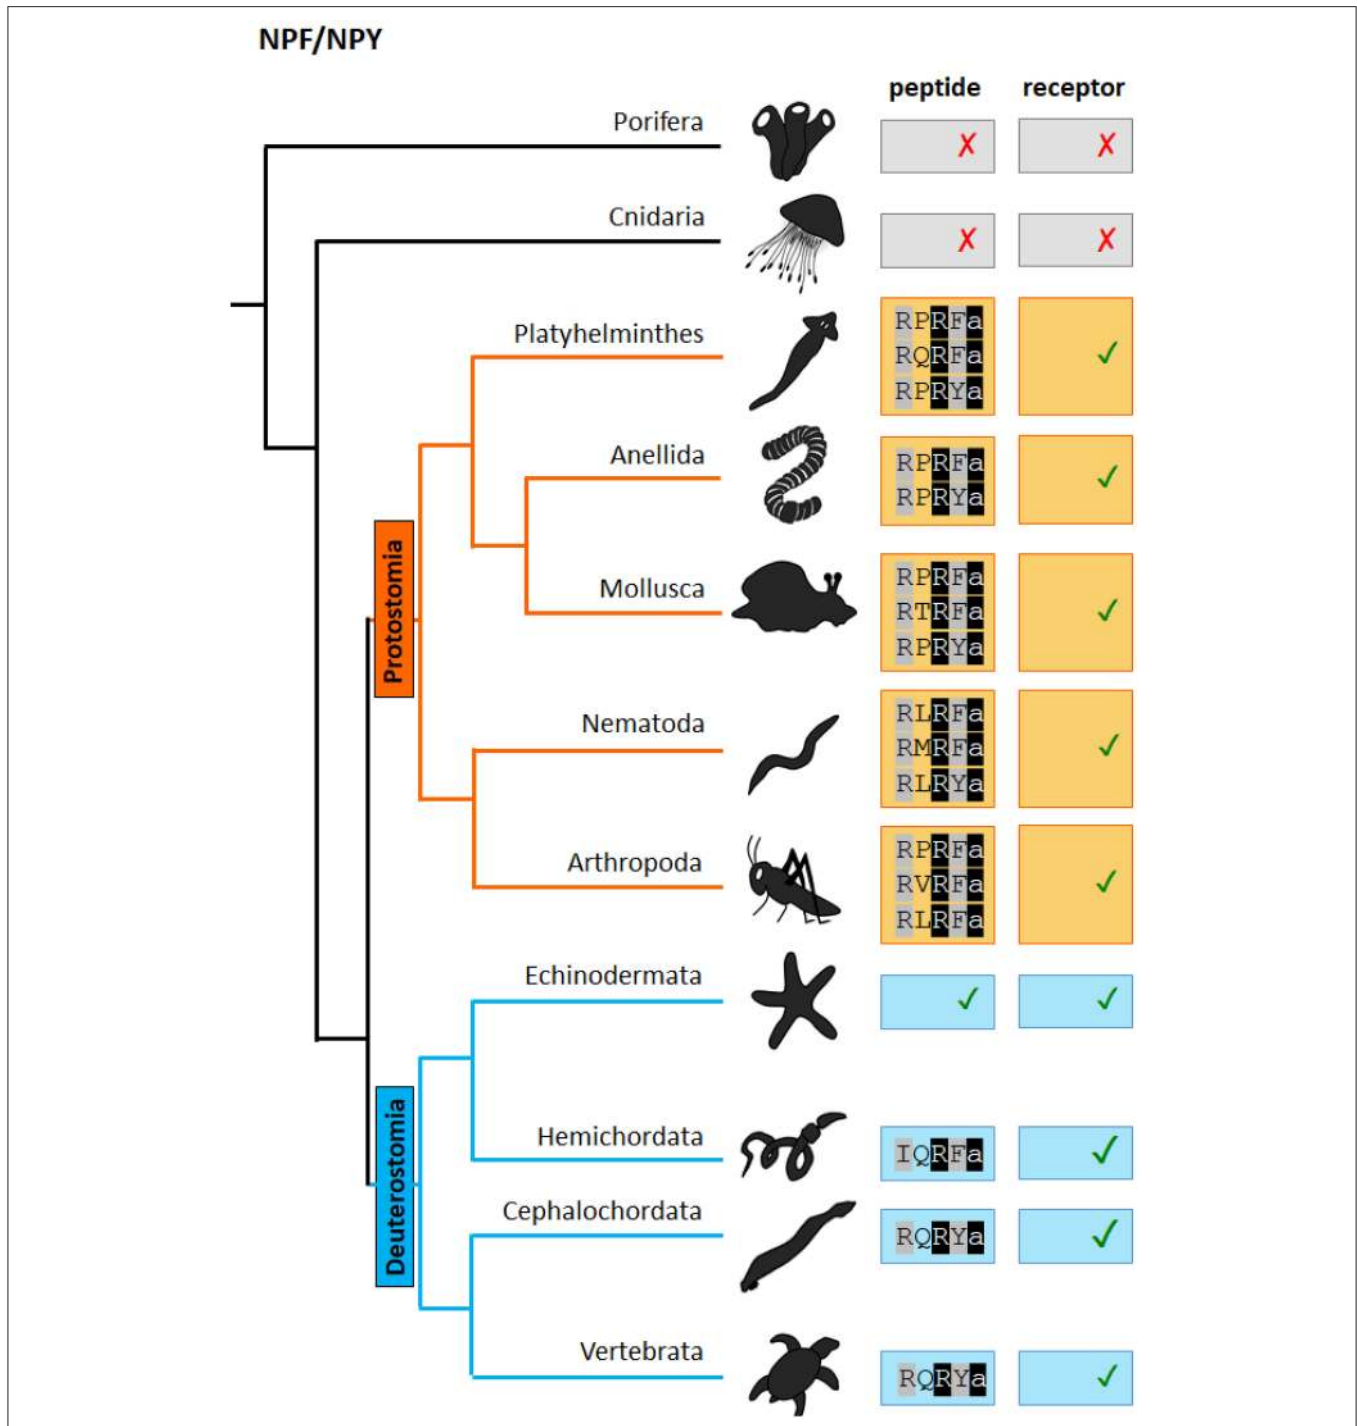 NPF/NPY
peptide receptor
Porifera
✗ ✗
Cnidaria
✗ ✗
Platyhelminthes
RPRFa
RQRFa
RPRYa
✓
Anellida
RPRFa
RPRYa
✓
Protostomia
Mollusca
RPRFa
RTRFa
RPRYa
✓
Nematoda
RLRFa
RMRFa
RLRYa
✓
Arthropoda
RPRFa
RVRFa
RLRFa
✓
Echinodermata
✓ ✓
Deuterostomia
Hemichordata
IQRFa ✓
Cephalochordata
RQRYa ✓
Vertebrata
RQRYa ✓